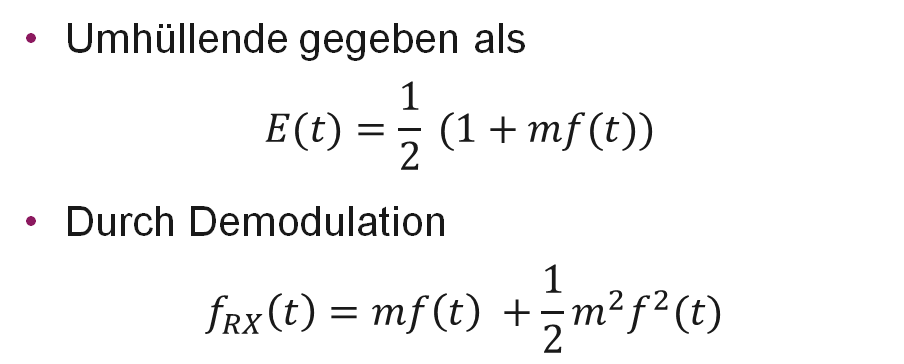 • Umhüllende gegeben als
E(t) = 1/2 (1 + mf(t))
• Durch Demodulation
f_RX(t) = mf(t) + 1/2 m²f²(t)